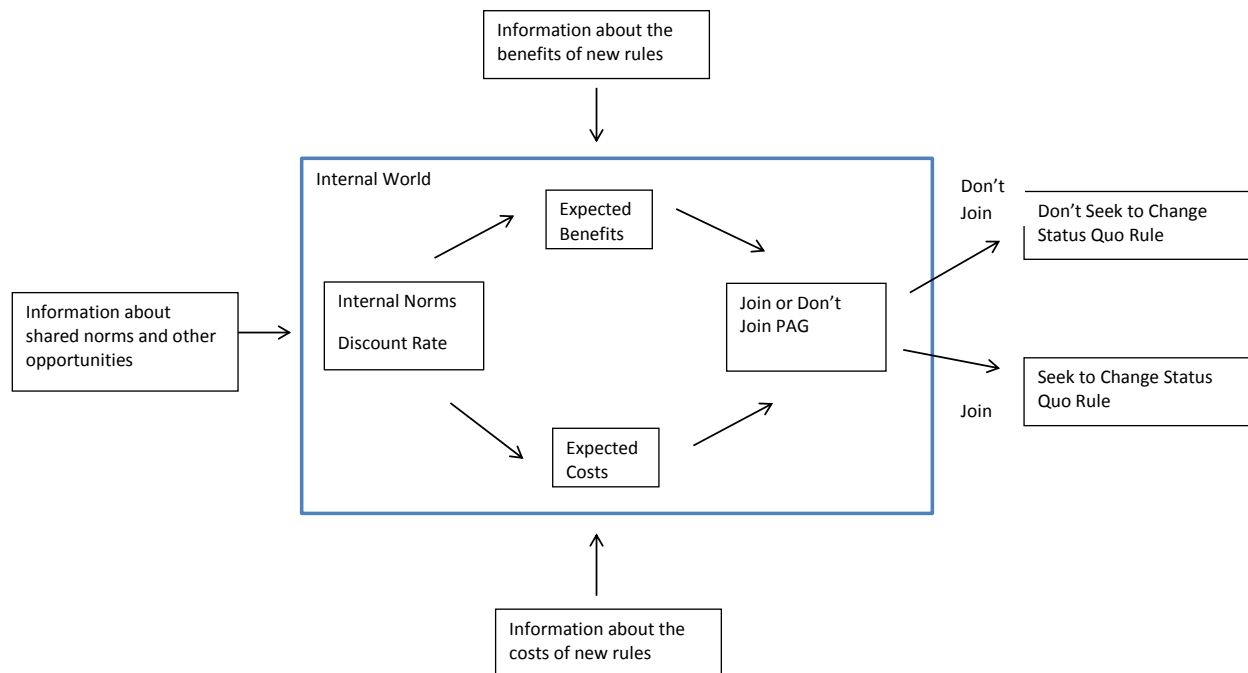 Information about the
benefits of new rules
Internal World
Expected
Benefits
Don't
Join
Don't Seek to Change
Status Quo Rule
Information about
shared norms and other
opportunities
Internal Norms
Discount Rate
Join or Don't
Join PAG
Seek to Change Status
Quo Rule
Join
Expected
Costs
Information about the
costs of new rules